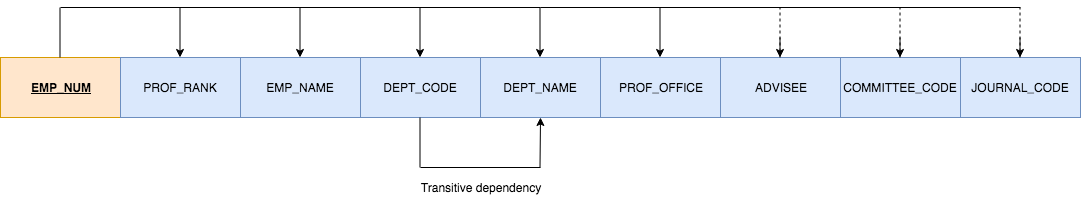 EMP_NUM
PROF_RANK
EMP_NAME
DEPT_CODE
DEPT_NAME
PROF_OFFICE
ADVISEE
COMMITTEE_CODE
JOURNAL_CODE
Transitive dependency